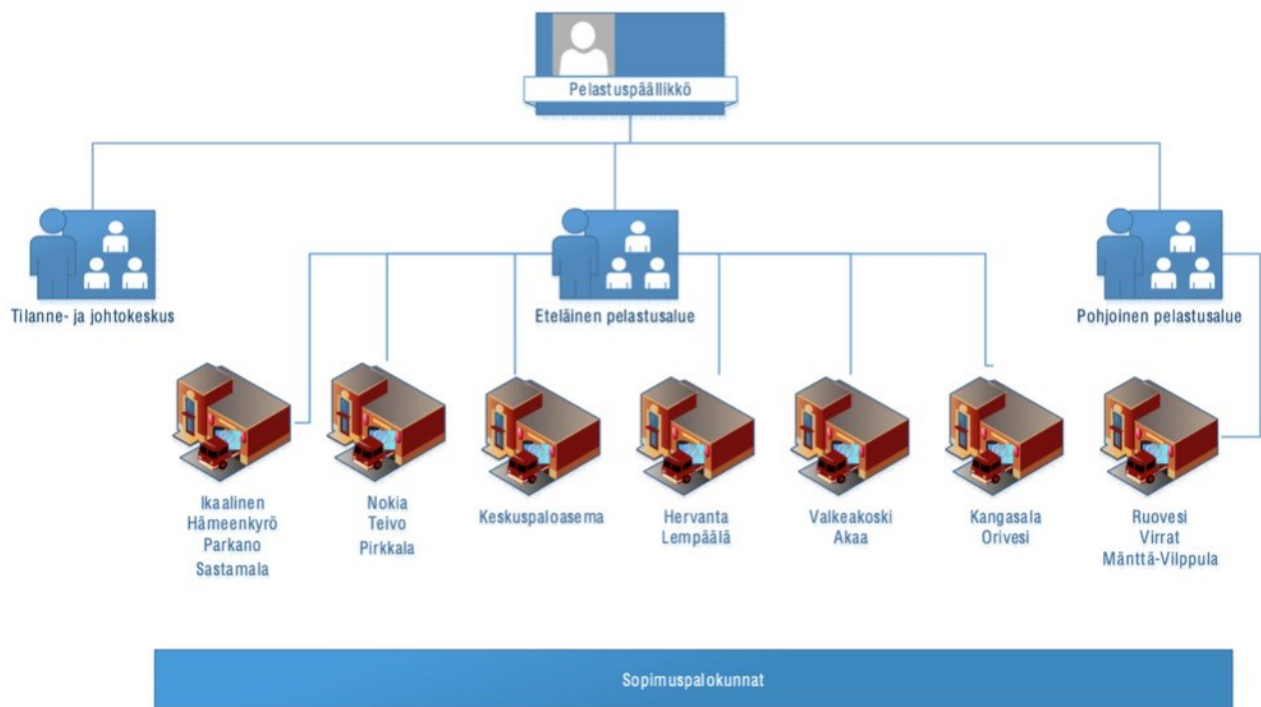 Pelastuspäällikkö
Tilanne- ja johtokeskus
Eteläinen pelastusalue
Pohjoinen pelastusalue
Ikaalinen
Hämeenkyrö
Parkano
Sastamala
Nokia
Teivo
Pirkkala
Keskuspaloasema
Hervanta
Lempäälä
Valkeakoski
Akaa
Kangasala
Orivesi
Ruovesi
Virrat
Mänttä-Vilppula
Sopimuspalokunnat